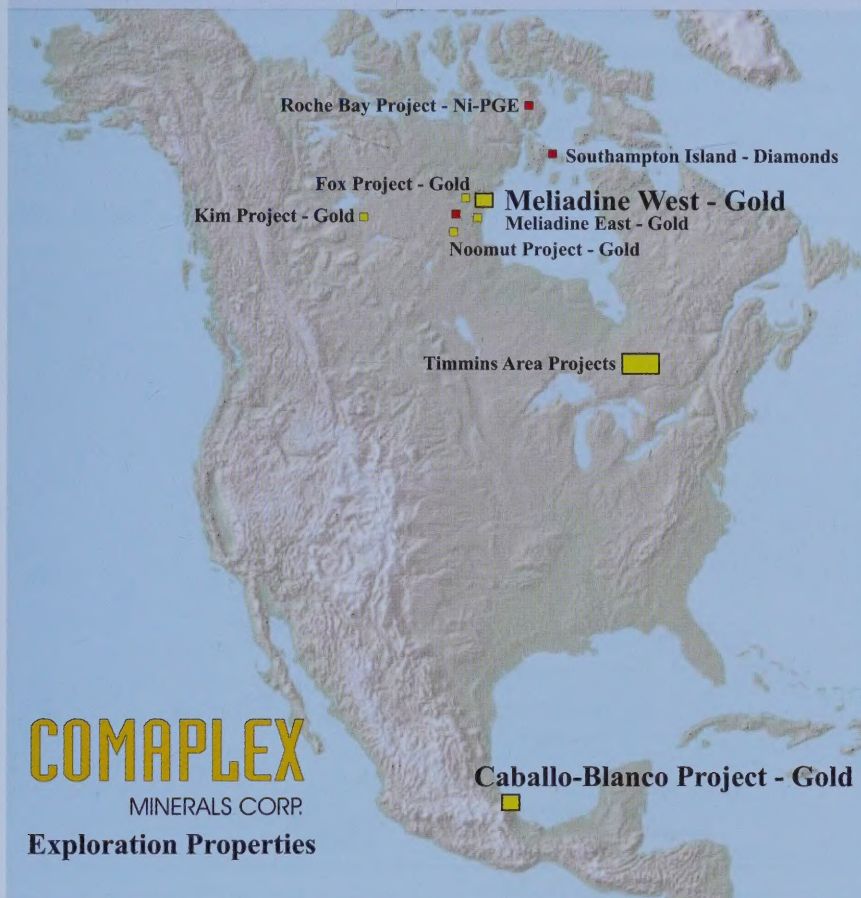 Roche Bay Project - Ni-PGE
Southampton Island - Diamonds
Fox Project - Gold
Meliadine West - Gold
Kim Project - Gold
Meliadine East - Gold
Noomut Project - Gold
Timmins Area Projects
Caballo-Blanco Project - Gold
COMAPLEX
MINERALS CORP.
Exploration Properties